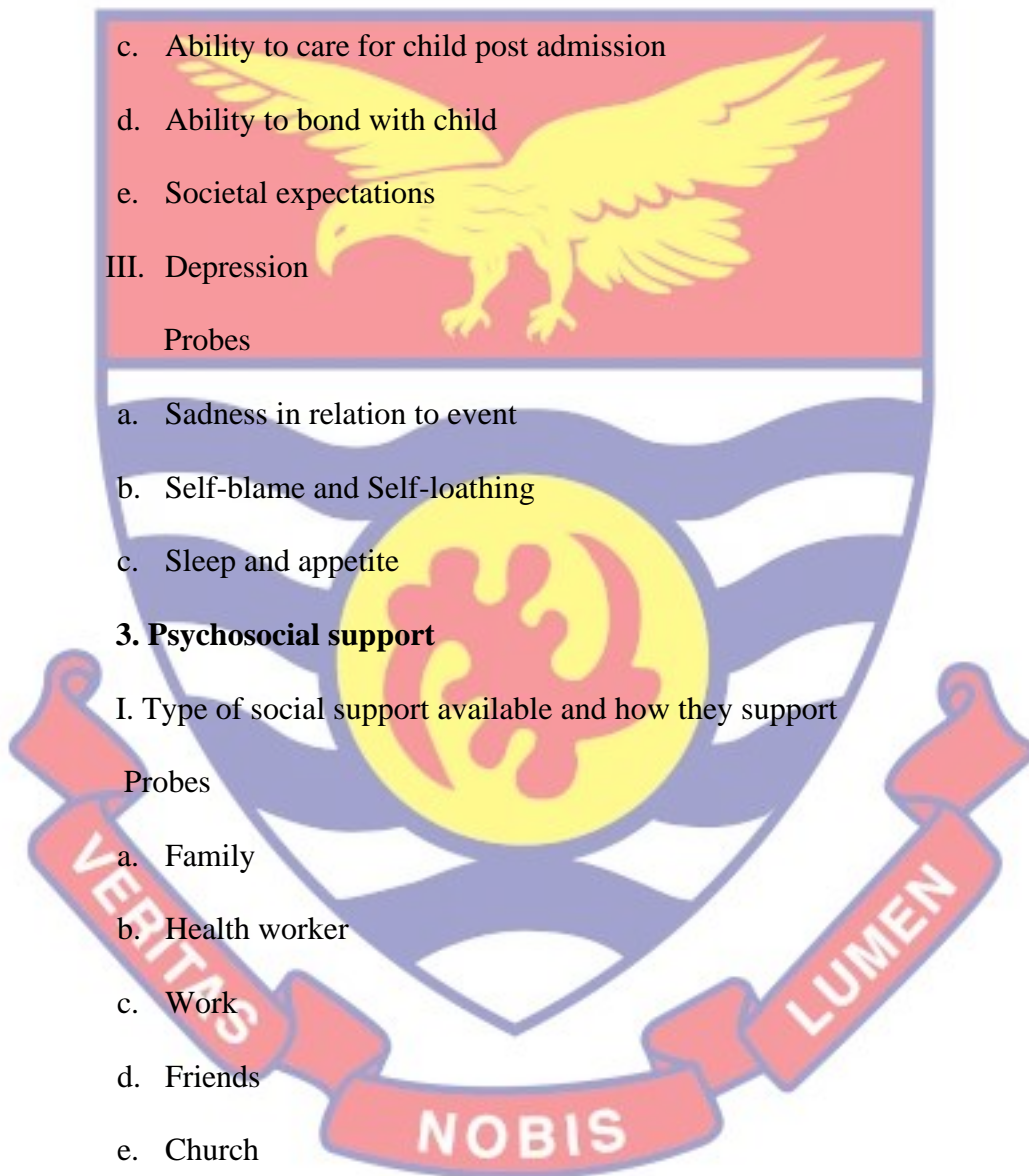 c. Ability to care for child post admission
d. Ability to bond with child
e. Societal expectations
III. Depression
Probes
a. Sadness in relation to event
b. Self-blame and Self-loathing
c. Sleep and appetite
3. Psychosocial support
I. Type of social support available and how they support
Probes
a. Family
b. Health worker
c. Work
d. Friends
e. Church
VERITAS
NOBIS
LUMEN